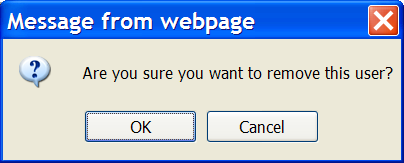 Message from webpage
Are you sure you want to remove this user?
OK
Cancel